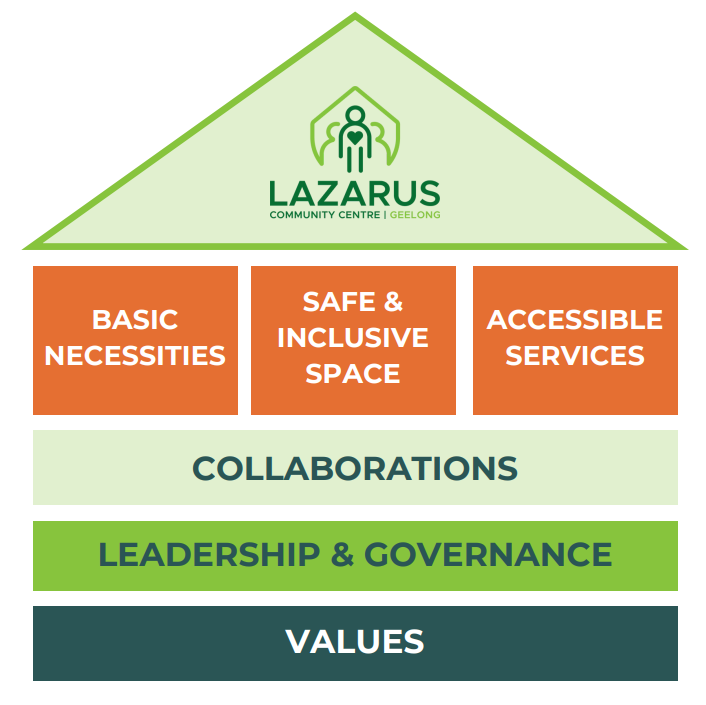 LAZARUS
COMMUNITY CENTRE | GEELONG
BASIC
NECESSITIES
SAFE &
INCLUSIVE
SPACE
ACCESSIBLE
SERVICES
COLLABORATIONS
LEADERSHIP & GOVERNANCE
VALUES